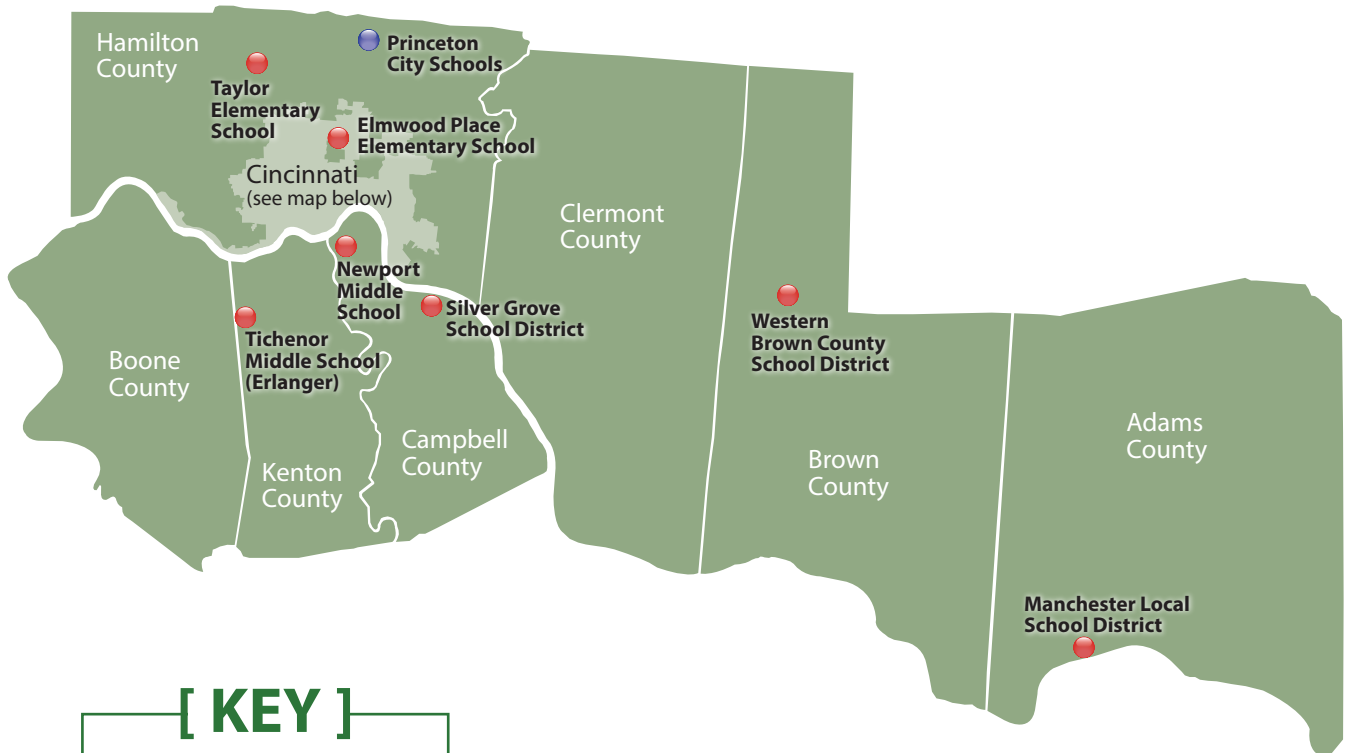 Hamilton
County
Princeton
City Schools
Taylor
Elementary
School
Elmwood Place
Elementary School
Cincinnati
(see map below)
Clermont
County
Newport
Middle
School
Silver Grove
School District
Western
Brown County
School District
Tichenor
Middle School
(Erlanger)
Boone
County
Adams
County
Campbell
County
Brown
County
Kenton
County
Manchester Local
School District
[ KEY ]